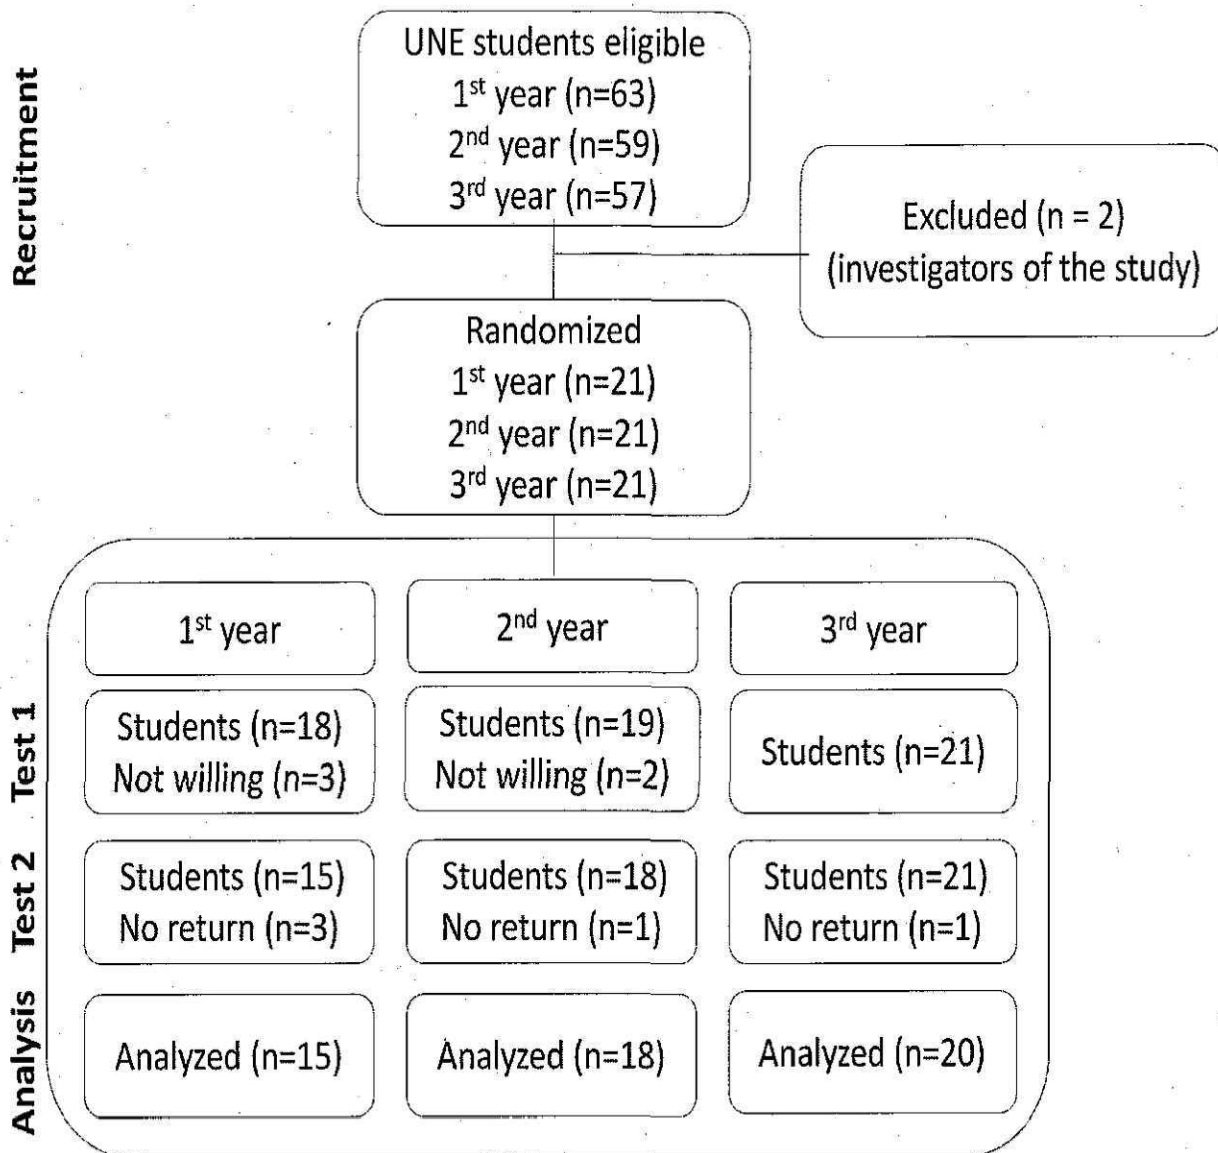 Recruitment
UNE students eligible
1st year (n=63)
2nd year (n=59)
3rd year (n=57)
Excluded (n = 2)
(investigators of the study)
Randomized
1st year (n=21)
2nd year (n=21)
3rd year (n=21)
1st year
2nd year
3rd year
Test 1
Students (n=18)
Not willing (n=3)
Students (n=19)
Not willing (n=2)
Students (n=21)
Test 2
Students (n=15)
No return (n=3)
Students (n=18)
No return (n=1)
Students (n=21)
No return (n=1)
Analysis
Analyzed (n=15)
Analyzed (n=18)
Analyzed (n=20)